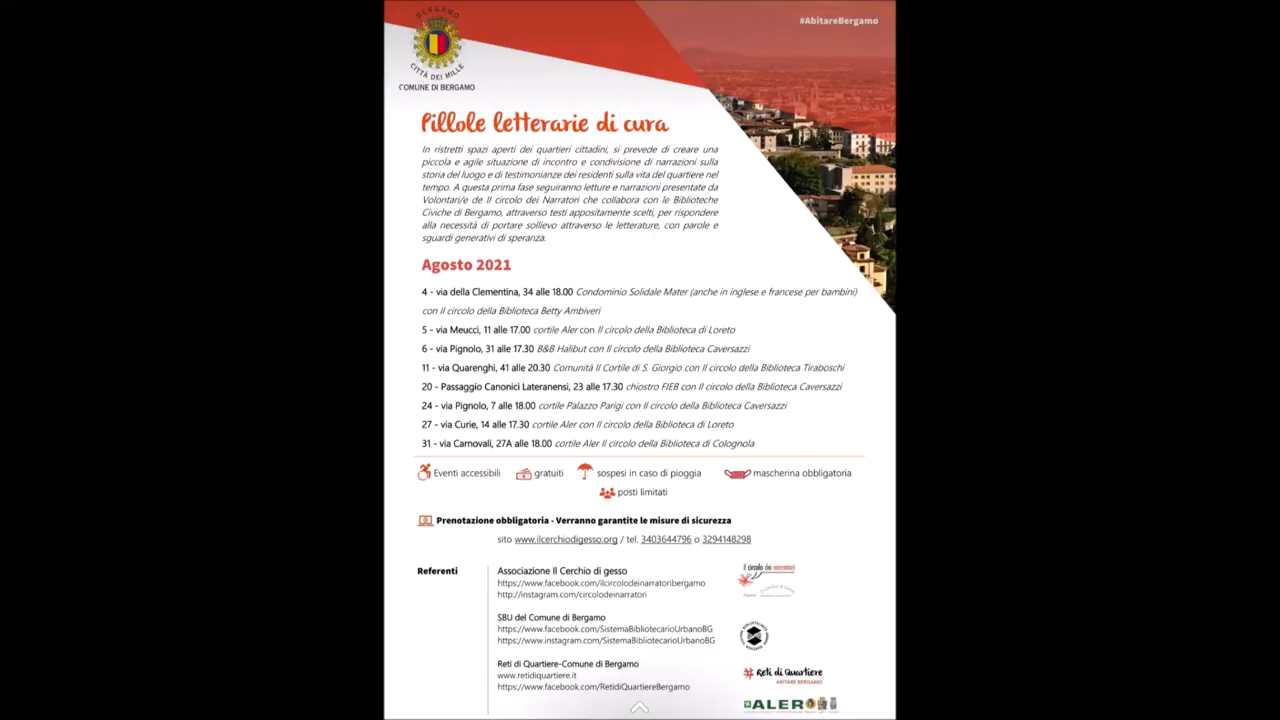 BERGAMO
CITTÀ DEI MILLE
COMUNE DI BERGAMO
#AbitareBergamo
Pillole letterarie di cura
In ristretti spazi aperti dei quartieri cittadini, si prevede di creare una
piccola e agile situazione di incontro e condivisione di narrazioni sulla
storia del luogo e di testimonianze dei residenti sulla vita del quartiere nel
tempo. A questa prima fase seguiranno letture e narrazioni presentate da
Volontari/e de Il circolo dei Narratori che collabora con le Biblioteche
Civiche di Bergamo, attraverso testi appositamente scelti, per rispondere
alla necessità di portare sollievo attraverso le letterature, con parole e
sguardi generativi di speranza.
Agosto 2021
4 - via della Clementina, 34 alle 18.00 Condominio Solidale Mater (anche in inglese e francese per bambini)
con Il circolo della Biblioteca Betty Ambiveri
5 - via Meucci, 11 alle 17.00 cortile Aler con Il circolo della Biblioteca di Loreto
6 - via Pignolo, 31 alle 17.30 B&B Halibut con Il circolo della Biblioteca Caversazzi
11 - via Quarenghi, 41 alle 20.30 Comunità Il Cortile di S. Giorgio con Il circolo della Biblioteca Tiraboschi
20 - Passaggio Canonici Lateranensi, 23 alle 17.30 chiostro FIEB con Il circolo della Biblioteca Caversazzi
24 - via Pignolo, 7 alle 18.00 cortile Palazzo Parigi con Il circolo della Biblioteca Caversazzi
27 - via Curie, 14 alle 17.30 cortile Aler con Il circolo della Biblioteca di Loreto
31 - via Carnovali, 27A alle 18.00 cortile Aler Il circolo della Biblioteca di Colognola
Eventi accessibili gratuiti sospesi in caso di pioggia mascherina obbligatoria
posti limitati
Prenotazione obbligatoria - Verranno garantite le misure di sicurezza
sito www.ilcerchiodigesso.org / tel. 3403644796 o 3294148298
Referenti
Associazione Il Cerchio di gesso
https://www.facebook.com/ilcircolodeinarratoribergamo
http://instagram.com/circolodeinarratori
Il circolo dei narratori
SBU del Comune di Bergamo
https://www.facebook.com/SistemaBibliotecarioUrbanoBG
https://www.instagram.com/SistemaBibliotecarioUrbanoBG
Reti di Quartiere-Comune di Bergamo
www.retidiquartiere.it
https://www.facebook.com/RetidiQuartiereBergamo
# Reti di Quartiere
ABITARE BERGAMO
ALER